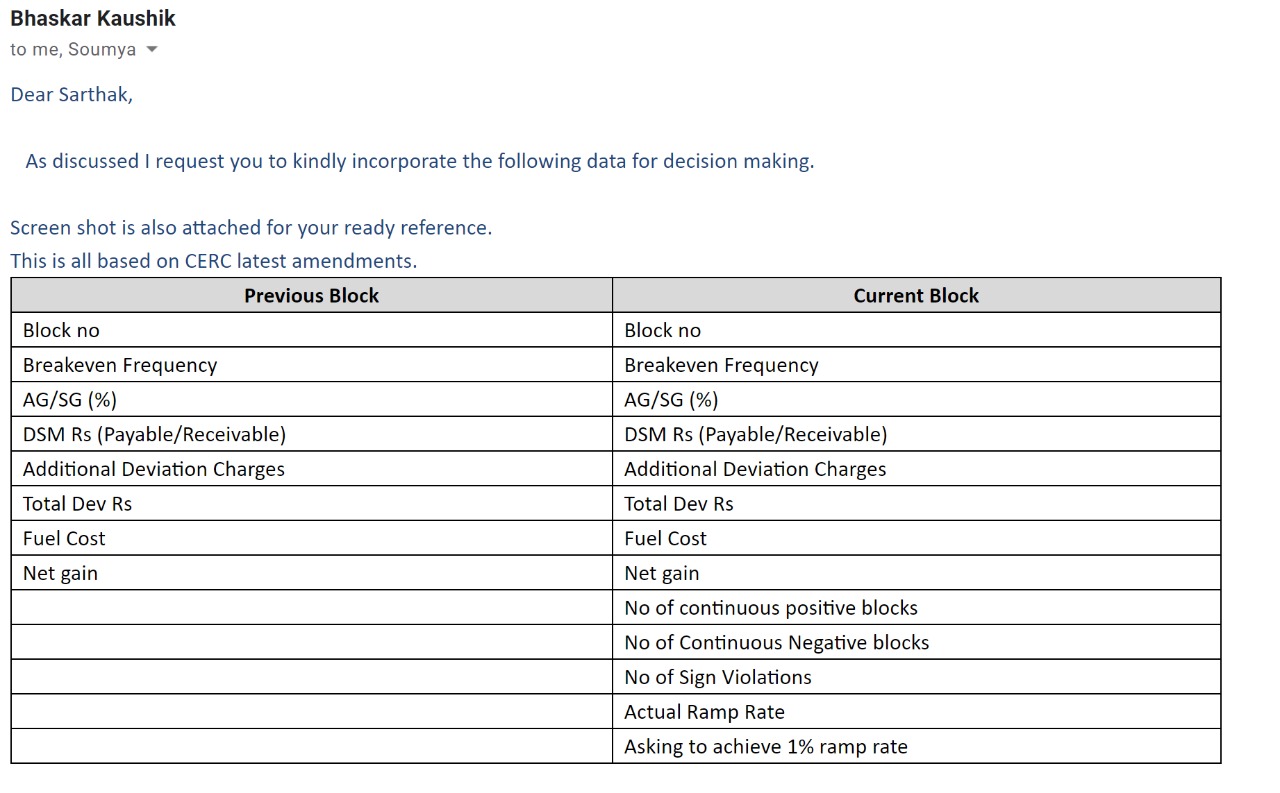 Bhaskar Kaushik
to me, Soumya
Dear Sarthak,
As discussed I request you to kindly incorporate the following data for decision making.
Screen shot is also attached for your ready reference.
This is all based on CERC latest amendments.
Previous Block Current Block
Block no Block no
Breakeven Frequency Breakeven Frequency
AG/SG (%) AG/SG (%)
DSM Rs (Payable/Receivable) DSM Rs (Payable/Receivable)
Additional Deviation Charges Additional Deviation Charges
Total Dev Rs Total Dev Rs
Fuel Cost Fuel Cost
Net gain Net gain
No of continuous positive blocks
No of Continuous Negative blocks
No of Sign Violations
Actual Ramp Rate
Asking to achieve 1% ramp rate